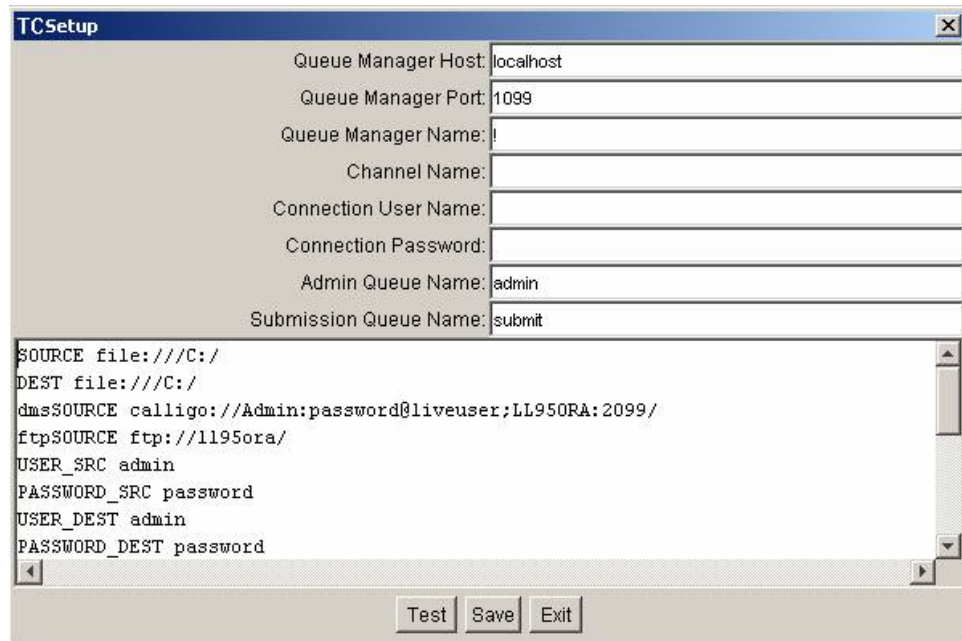 TCSetup
Queue Manager Host: localhost
Queue Manager Port: 1099
Queue Manager Name: !
Channel Name:
Connection User Name:
Connection Password:
Admin Queue Name: admin
Submission Queue Name: submit
SOURCE file:///C:/
DEST file:///C:/
dmsSOURCE calligo://Admin:password@liveuser;LL95ORA:2099/
ftpSOURCE ftp://ll95ora/
USER_SRC admin
PASSWORD_SRC password
USER_DEST admin
PASSWORD_DEST password
Test Save Exit